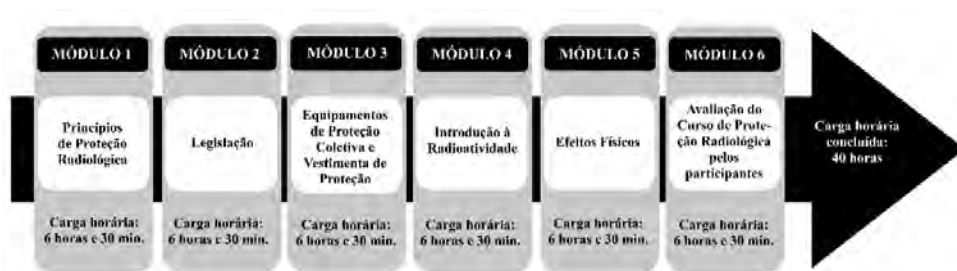 MÓDULO 1
Princípios
de Proteção
Radiológica
Carga horária:
6 horas e 30 min.
MÓDULO 2
Legislação
Carga horária:
6 horas e 30 min.
MÓDULO 3
Equipamentos
de Proteção
Coletiva e
Vestimenta de
Proteção
Carga horária:
6 horas e 30 min.
MÓDULO 4
Introdução à
Radioatividade
Carga horária:
6 horas e 30 min.
MÓDULO 5
Efeitos Físicos
Carga horária:
6 horas e 30 min.
MÓDULO 6
Avaliação do
Curso de Prote-
ção Radiológica
pelos
participantes
Carga horária:
6 horas e 30 min.
Carga horária
concluída:
40 horas